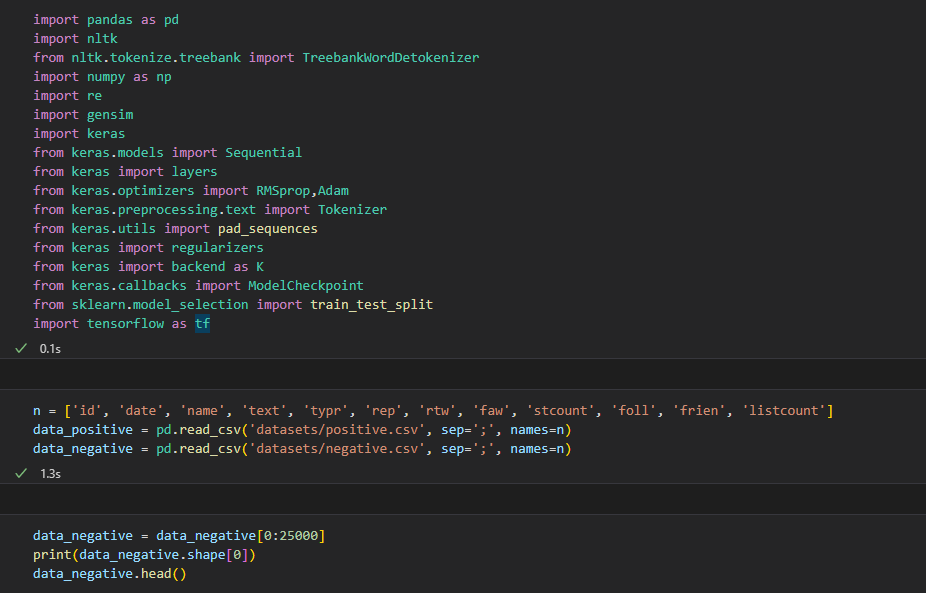 import pandas as pd
import nltk
from nltk.tokenize.treebank import TreebankWordDetokenizer
import numpy as np
import re
import gensim
import keras
from keras.models import Sequential
from keras import layers
from keras.optimizers import RMSprop,Adam
from keras.preprocessing.text import Tokenizer
from keras.utils import pad_sequences
from keras import regularizers
from keras import backend as K
from keras.callbacks import ModelCheckpoint
from sklearn.model_selection import train_test_split
import tensorflow as tf
0.1s
n = ['id', 'date', 'name', 'text', 'typr', 'rep', 'rtw', 'faw', 'stcount', 'foll', 'frien', 'listcount']
data_positive = pd.read_csv('datasets/positive.csv', sep=';', names=n)
data_negative = pd.read_csv('datasets/negative.csv', sep=';', names=n)
1.3s
data_negative = data_negative[0:25000]
print(data_negative.shape[0])
data_negative.head()